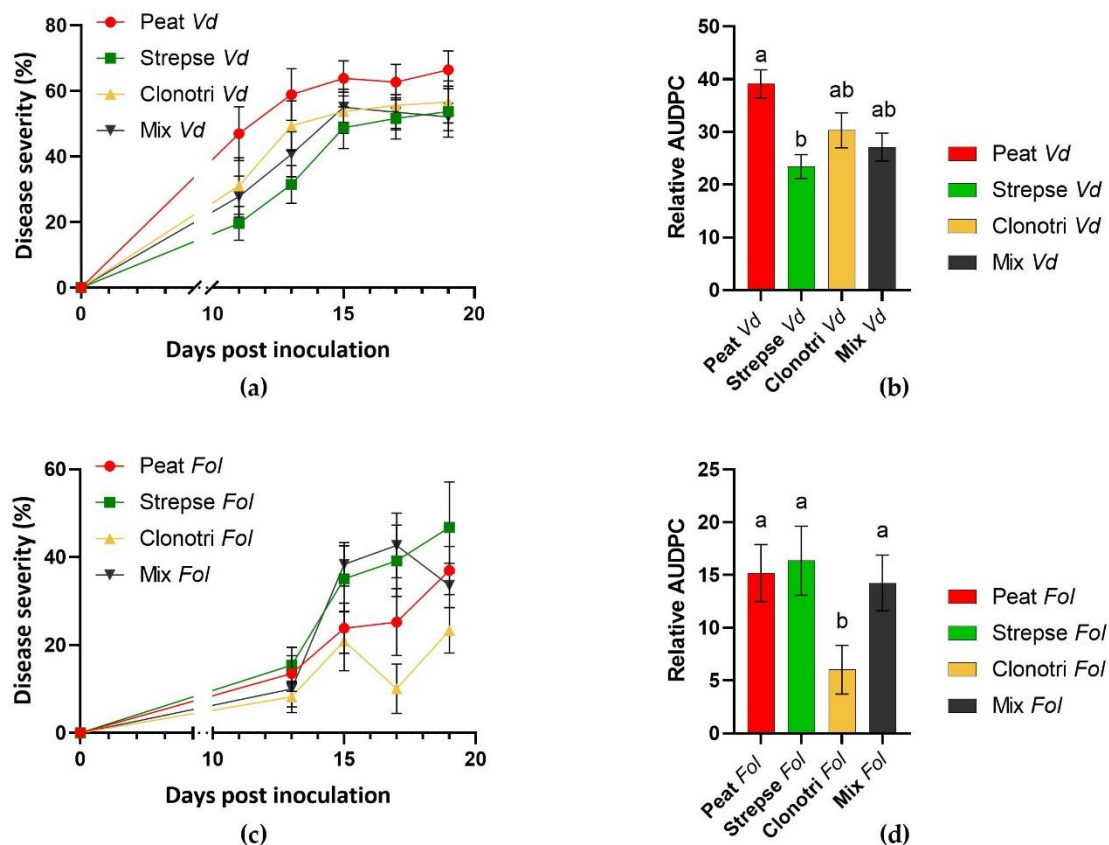 Disease severity (%)
80
60
40
20
0
Peat Vd
Strepse Vd
Clonotri Vd
Mix Vd
0
10
15
20
Days post inoculation
(a)
Relative AUDPC
50
40
30
20
10
0
a
b
ab
ab
Peat Vd
Strepse Vd
Clonotri Vd
Mix Vd
Peat Vd
Strepse Vd
Clonotri Vd
Mix Vd
(b)
Disease severity (%)
60
40
20
0
Peat Fol
Strepse Fol
Clonotri Fol
Mix Fol
0
10
15
20
Days post inoculation
(c)
Relative AUDPC
25
20
15
10
5
0
a
a
b
a
Peat Fol
Strepse Fol
Clonotri Fol
Mix Fol
Peat Fol
Strepse Fol
Clonotri Fol
Mix Fol
(d)